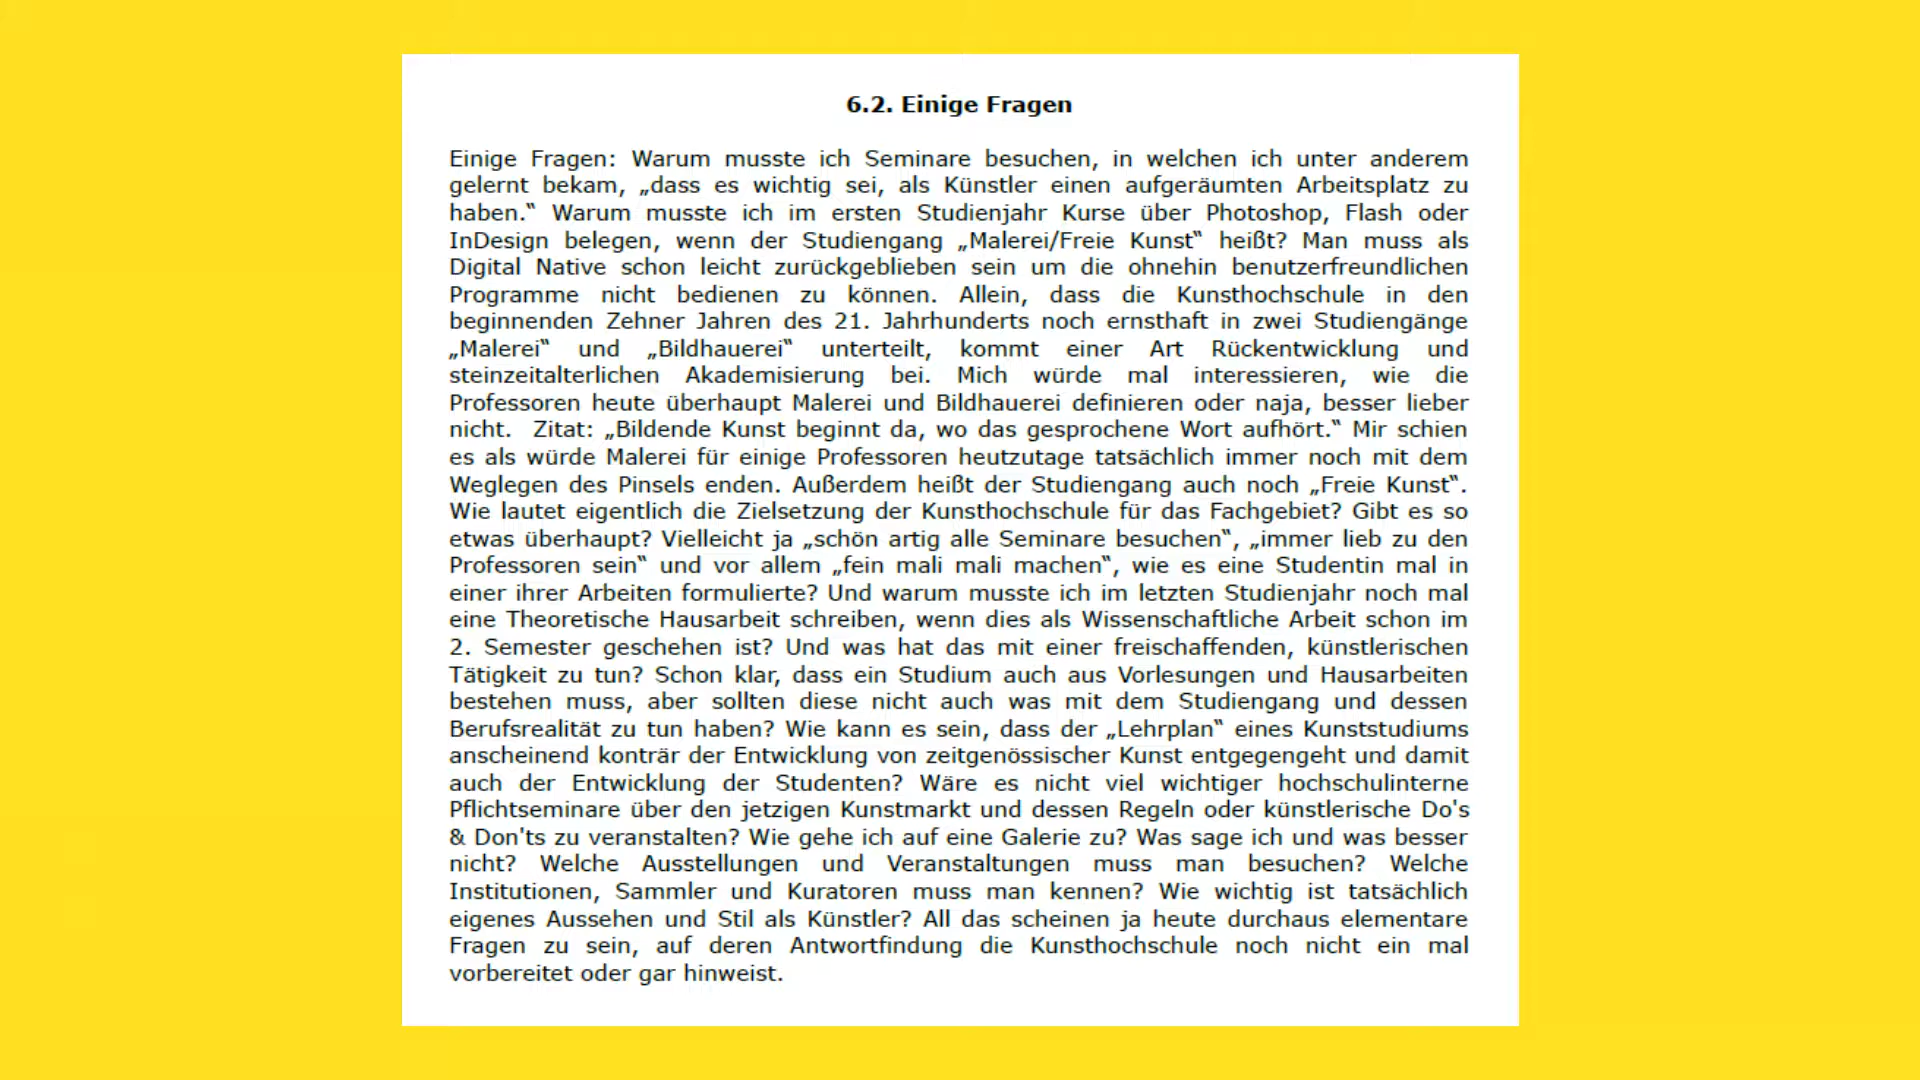 6.2. Einige Fragen
Einige Fragen: Warum musste ich Seminare besuchen, in welchen ich unter anderem
gelernt bekam, „dass es wichtig sei, als Künstler einen aufgeräumten Arbeitsplatz zu
haben.‟ Warum musste ich im ersten Studienjahr Kurse über Photoshop, Flash oder
InDesign belegen, wenn der Studiengang „Malerei/Freie Kunst‟ heißt? Man muss als
Digital Native schon leicht zurückgeblieben sein um die ohnehin benutzerfreundlichen
Programme nicht bedienen zu können. Allein, dass die Kunsthochschule in den
beginnenden Zehner Jahren des 21. Jahrhunderts noch ernsthaft in zwei Studiengänge
„Malerei‟ und „Bildhauerei‟ unterteilt, kommt einer Art Rückentwicklung und
steinzeitalterlichen Akademisierung bei. Mich würde mal interessieren, wie die
Professoren heute überhaupt Malerei und Bildhauerei definieren oder naja, besser lieber
nicht. Zitat: „Bildende Kunst beginnt da, wo das gesprochene Wort aufhört.‟ Mir schien
es als würde Malerei für einige Professoren heutzutage tatsächlich immer noch mit dem
Weglegen des Pinsels enden. Außerdem heißt der Studiengang auch noch „Freie Kunst‟.
Wie lautet eigentlich die Zielsetzung der Kunsthochschule für das Fachgebiet? Gibt es so
etwas überhaupt? Vielleicht ja „schön artig alle Seminare besuchen‟, „immer lieb zu den
Professoren sein‟ und vor allem „fein mali mali machen‟, wie es eine Studentin mal in
einer ihrer Arbeiten formulierte? Und warum musste ich im letzten Studienjahr noch mal
eine Theoretische Hausarbeit schreiben, wenn dies als Wissenschaftliche Arbeit schon im
2. Semester geschehen ist? Und was hat das mit einer freischaffenden, künstlerischen
Tätigkeit zu tun? Schon klar, dass ein Studium auch aus Vorlesungen und Hausarbeiten
bestehen muss, aber sollten diese nicht auch was mit dem Studiengang und dessen
Berufsrealität zu tun haben? Wie kann es sein, dass der „Lehrplan‟ eines Kunststudiums
anscheinend konträr der Entwicklung von zeitgenössischer Kunst entgegengeht und damit
auch der Entwicklung der Studenten? Wäre es nicht viel wichtiger hochschulinterne
Pflichtseminare über den jetzigen Kunstmarkt und dessen Regeln oder künstlerische Do's
& Don'ts zu veranstalten? Wie gehe ich auf eine Galerie zu? Was sage ich und was besser
nicht? Welche Ausstellungen und Veranstaltungen muss man besuchen? Welche
Institutionen, Sammler und Kuratoren muss man kennen? Wie wichtig ist tatsächlich
eigenes Aussehen und Stil als Künstler? All das scheinen ja heute durchaus elementare
Fragen zu sein, auf deren Antwortfindung die Kunsthochschule noch nicht ein mal
vorbereitet oder gar hinweist.